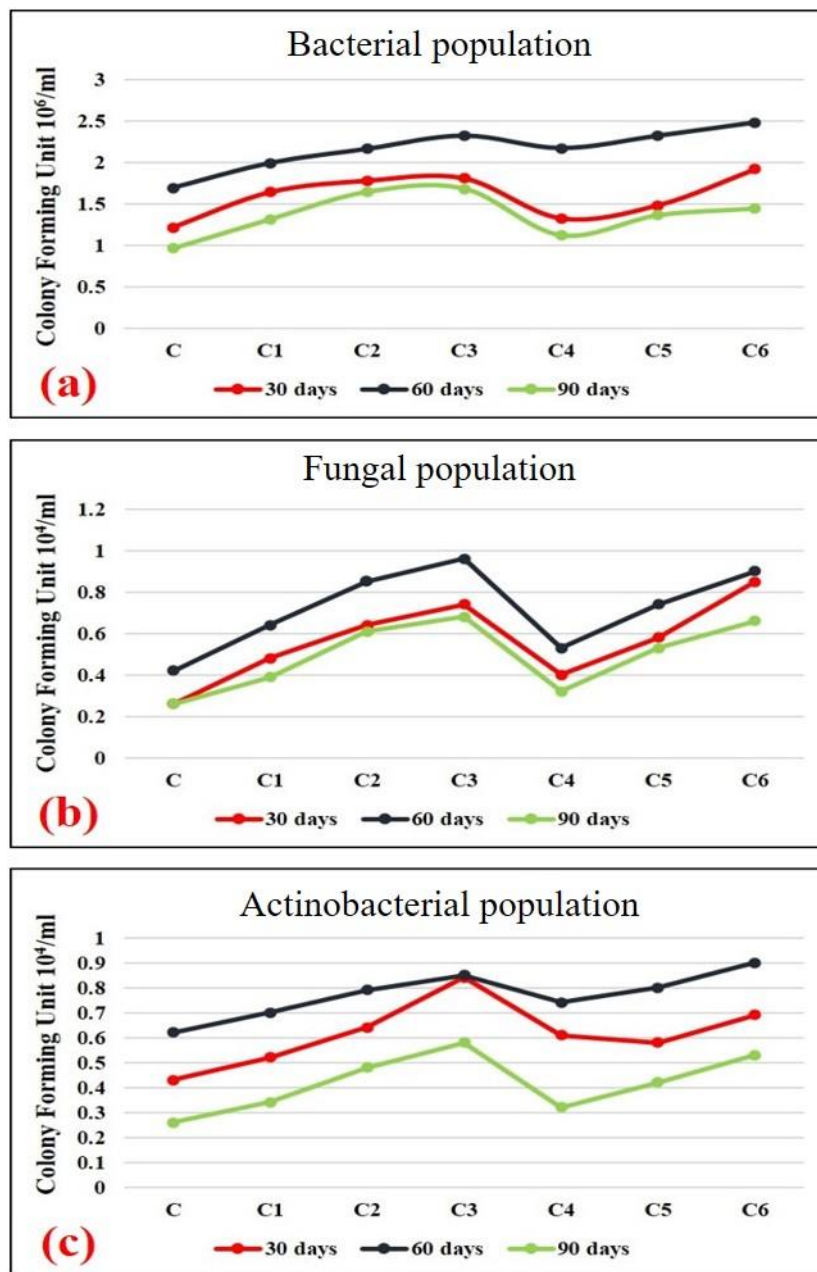 Bacterial population
Colony Forming Unit 10⁶/ml
3
2.5
2
1.5
1
0.5
0
C C1 C2 C3 C4 C5 C6
(a)
30 days 60 days 90 days
Fungal population
Colony Forming Unit 10⁴/ml
1.2
1
0.8
0.6
0.4
0.2
0
C C1 C2 C3 C4 C5 C6
(b)
30 days 60 days 90 days
Actinobacterial population
Colony Forming Unit 10⁴/ml
1
0.9
0.8
0.7
0.6
0.5
0.4
0.3
0.2
0.1
0
C C1 C2 C3 C4 C5 C6
(c)
30 days 60 days 90 days